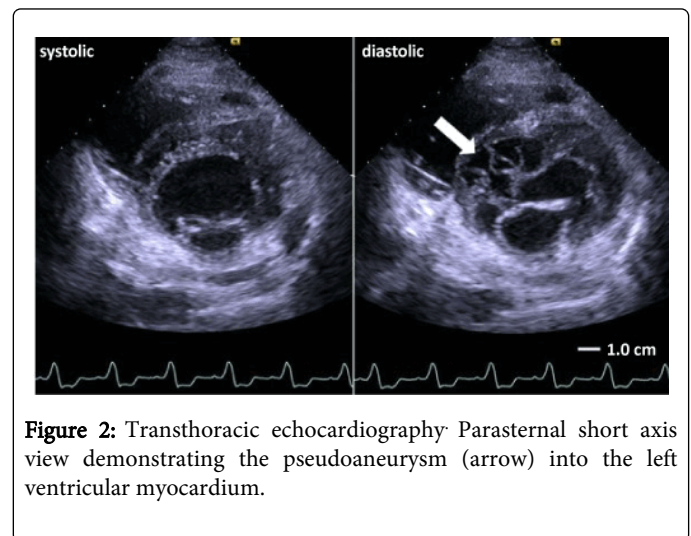 systolic
diastolic
1.0 cm
Figure 2: Transthoracic echocardiography. Parasternal short axis
view demonstrating the pseudoaneurysm (arrow) into the left
ventricular myocardium.